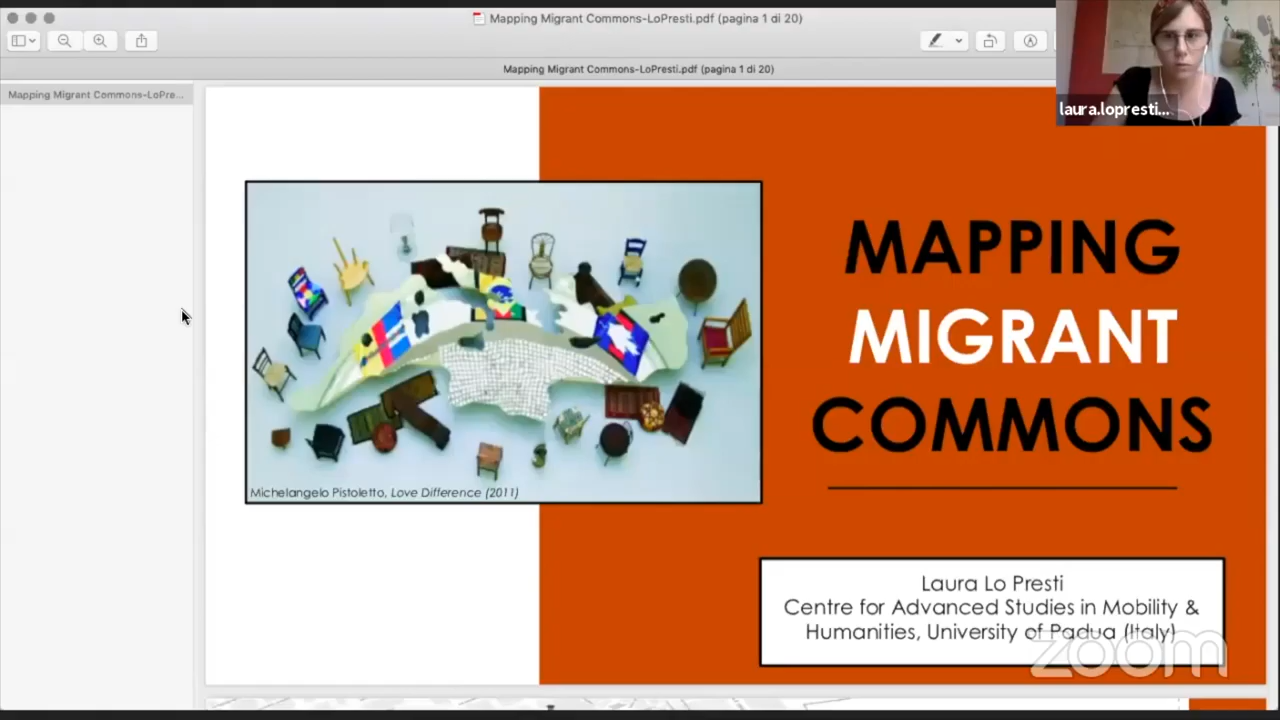 Mapping Migrant Commons-LoPresti.pdf (pagina 1 di 20)
Mapping Migrant Commons-LoPresti.pdf (pagina 1 di 20)
Mapping Migrant Commons-LoPre...
laura.lopresti...
MAPPING
MIGRANT
COMMONS
Michelangelo Pistoletto, Love Difference (2011)
Laura Lo Presti
Centre for Advanced Studies in Mobility &
Humanities, University of Padua (Italy)
zoom